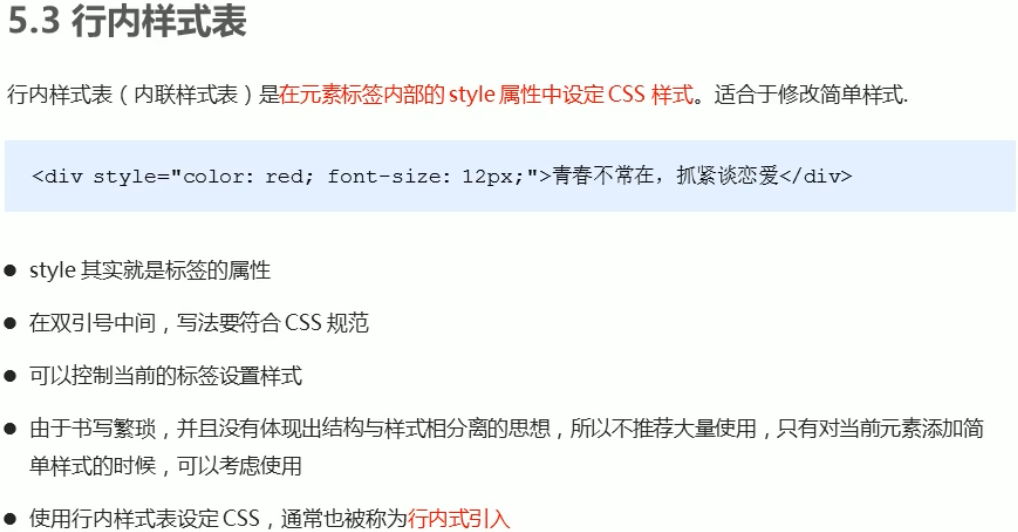 5.3 行内样式表
行内样式表（内联样式表）是在元素标签内部的 style 属性中设定 CSS 样式。适合于修改简单样式.
<div style="color: red; font-size: 12px;">青春不常在，抓紧谈恋爱</div>
● style 其实就是标签的属性
● 在双引号中间，写法要符合 CSS 规范
● 可以控制当前的标签设置样式
● 由于书写繁琐，并且没有体现出结构与样式相分离的思想，所以不推荐大量使用，只有对当前元素添加简
单样式的时候，可以考虑使用
● 使用行内样式表设定 CSS，通常也被称为行内式引入